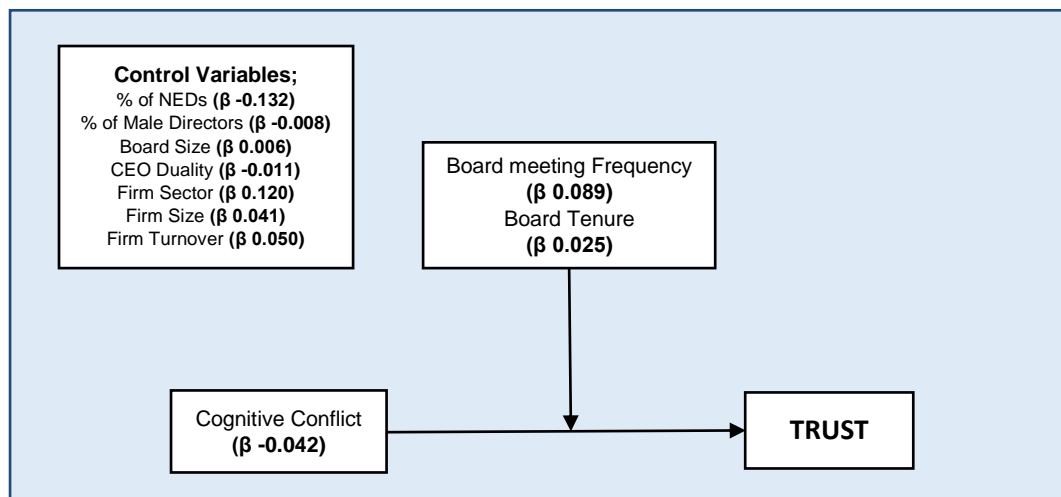 Control Variables;
% of NEDs (β -0.132)
% of Male Directors (β -0.008)
Board Size (β 0.006)
CEO Duality (β -0.011)
Firm Sector (β 0.120)
Firm Size (β 0.041)
Firm Turnover (β 0.050)
Board meeting Frequency
(β 0.089)
Board Tenure
(β 0.025)
Cognitive Conflict
(β -0.042)
TRUST